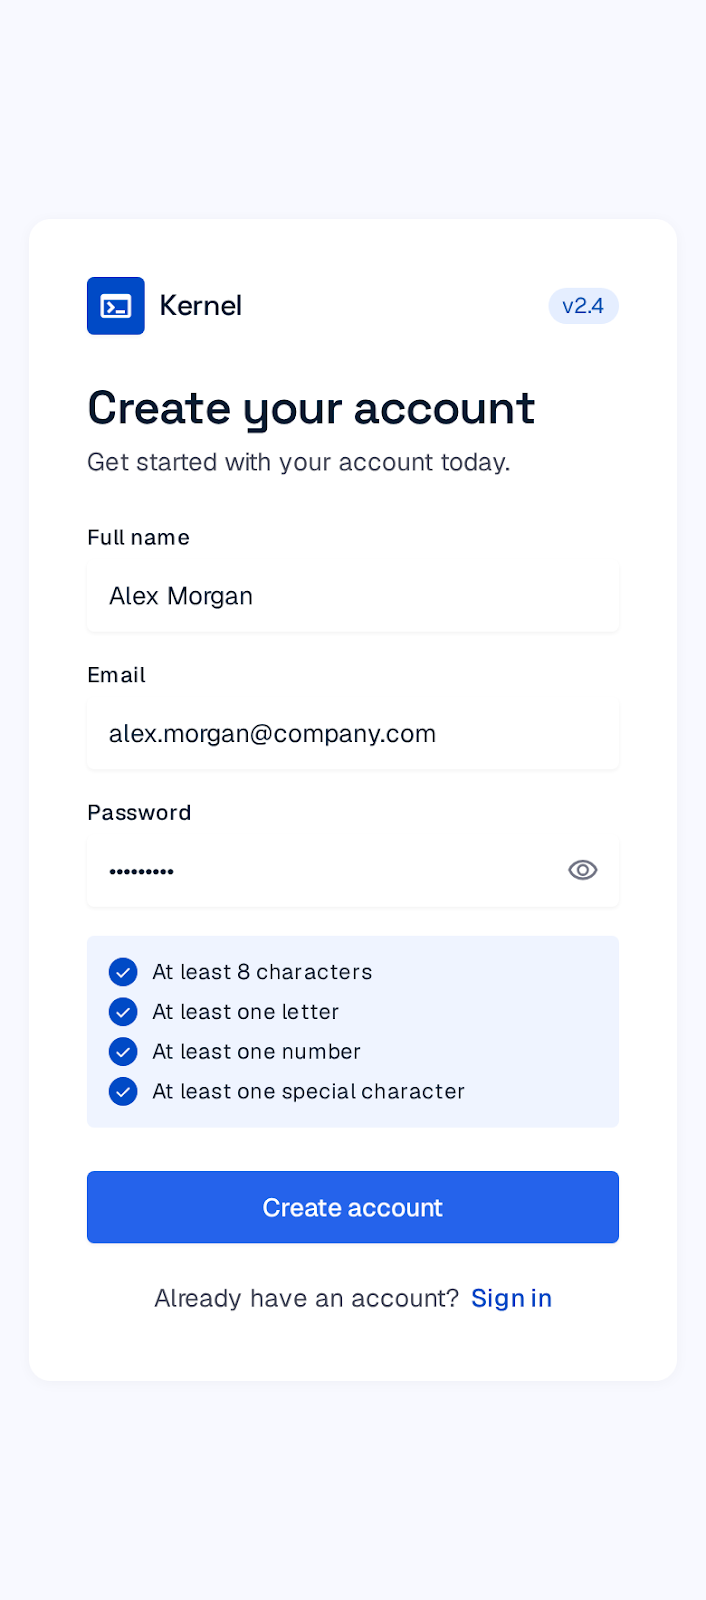 Kernel
v2.4
Create your account
Get started with your account today.
Full name
Alex Morgan
Email
alex.morgan@company.com
Password
•••••••••
At least 8 characters
At least one letter
At least one number
At least one special character
Create account
Already have an account? Sign in